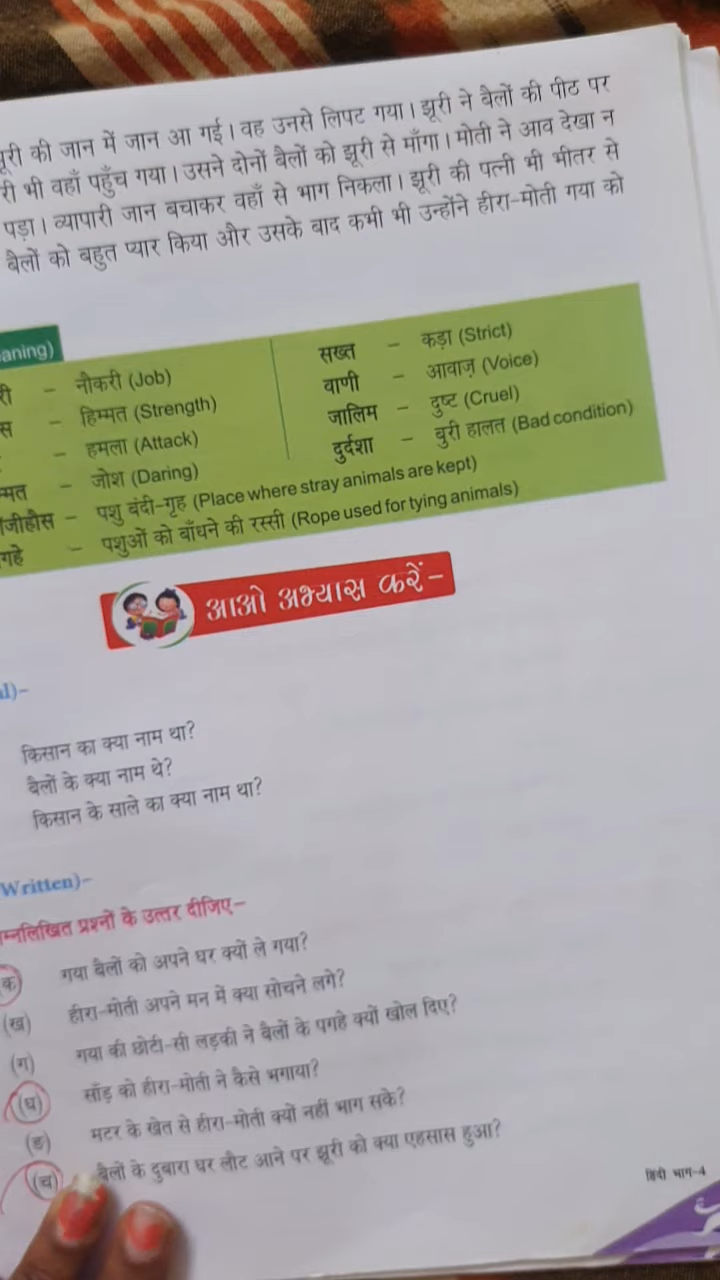 की जान में जान आ गई। वह उनसे लिपट गया। झूरी ने बैलों की पीठ पर
री भी वहाँ पहुँच गया। उसने दोनों बैलों को झूरी से माँगा। मोती ने आव देखा न
पड़ा। व्यापारी जान बचाकर वहाँ से भाग निकला। झूरी की पत्नी भी भीतर से
बैलों को बहुत प्यार किया और उसके बाद कभी भी उन्होंने हीरा-मोती गया को
aning)
री – नौकरी (Job)
स – हिम्मत (Strength)
– हमला (Attack)
म्मत – जोश (Daring)
सख्त – कड़ा (Strict)
वाणी – आवाज़ (Voice)
जालिम – दुष्ट (Cruel)
दुर्दशा – बुरी हालत (Bad condition)
जीहौस – पशु बंदी-गृह (Place where stray animals are kept)
गहे – पशुओं को बाँधने की रस्सी (Rope used for tying animals)
आओ अभ्यास करें–
al)–
किसान का क्या नाम था?
बैलों के क्या नाम थे?
किसान के साले का क्या नाम था?
Written)–
म्नलिखित प्रश्नों के उत्तर दीजिए–
(क) गया बैलों को अपने घर क्यों ले गया?
(ख) हीरा-मोती अपने मन में क्या सोचने लगे?
(ग) गया की छोटी-सी लड़की ने बैलों के पगहे क्यों खोल दिए?
(घ) साँड़ को हीरा-मोती ने कैसे भगाया?
(ङ) मटर के खेत से हीरा-मोती क्यों नहीं भाग सके?
(च) बैलों के दुबारा घर लौट आने पर झूरी को क्या एहसास हुआ?
हिंदी भाग-4